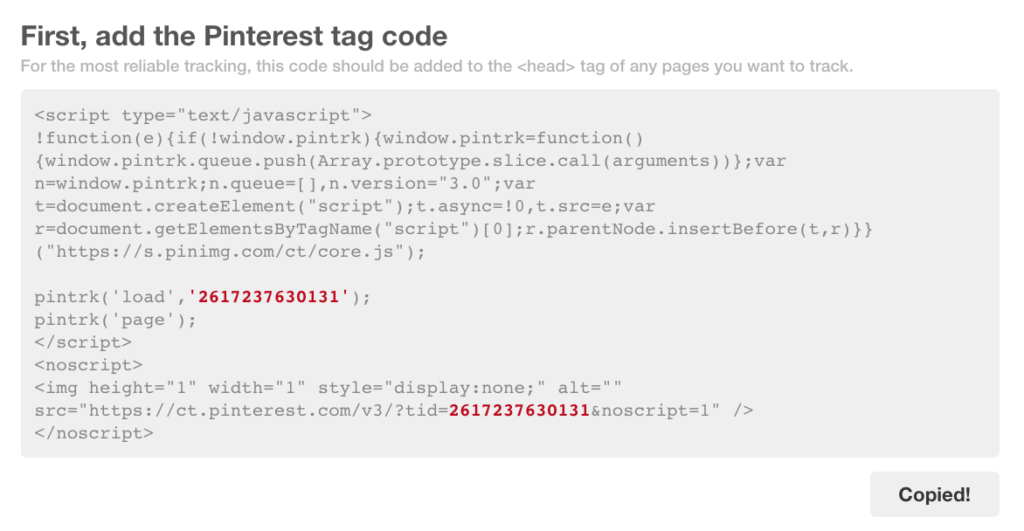 First, add the Pinterest tag code
For the most reliable tracking, this code should be added to the <head> tag of any pages you want to track.
<script type="text/javascript">
!function(e){if(!window.pintrk){window.pintrk=function()
{window.pintrk.queue.push(Array.prototype.slice.call(arguments))};var
n=window.pintrk;n.queue=[],n.version="3.0";var
t=document.createElement("script");t.async=!0,t.src=e;var
r=document.getElementsByTagName("script")[0];r.parentNode.insertBefore(t,r)}}
("https://s.pinimg.com/ct/core.js");

pintrk('load','2617237630131');
pintrk('page');
</script>
<noscript>
<img height="1" width="1" style="display:none;" alt=""
src="https://ct.pinterest.com/v3/?tid=2617237630131&noscript=1" />
</noscript>
Copied!